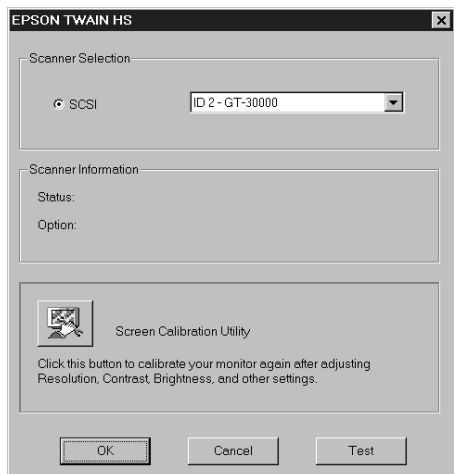 EPSON TWAIN HS
Scanner Selection
SCSI
ID 2 - GT-30000
Scanner Information
Status:
Option:
Screen Calibration Utility
Click this button to calibrate your monitor again after adjusting
Resolution, Contrast, Brightness, and other settings.
OK
Cancel
Test